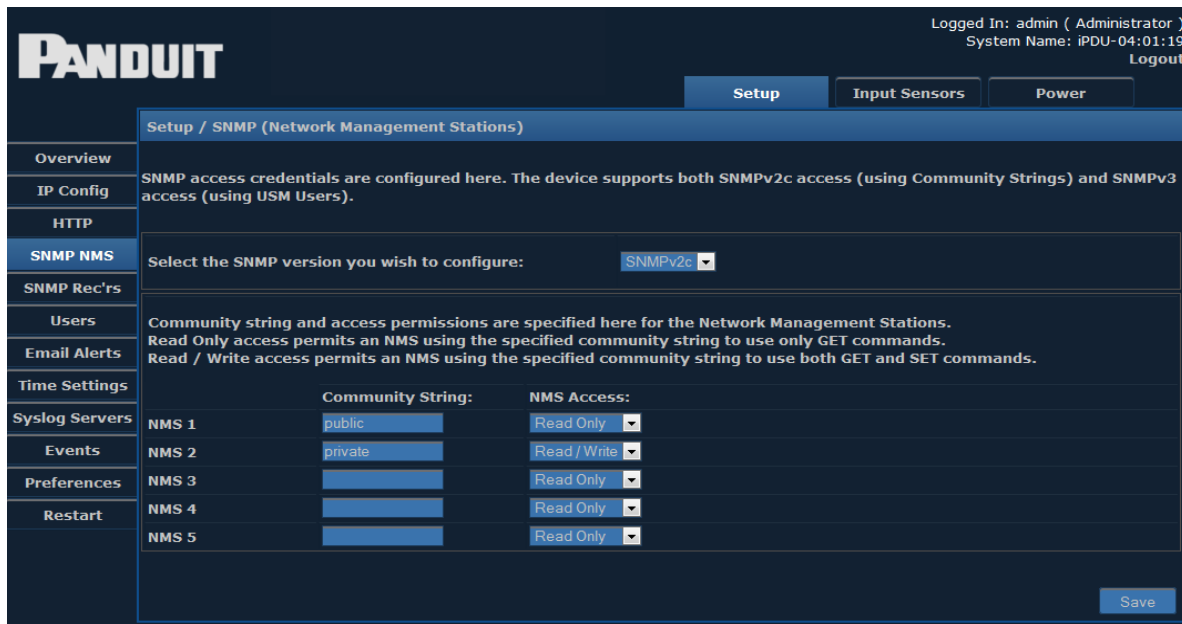 PANDUIT
Logged In: admin ( Administrator )
System Name: iPDU-04:01:19
Logout
Setup
Input Sensors
Power
Setup / SNMP (Network Management Stations)
Overview
IP Config
HTTP
SNMP NMS
SNMP Rec'rs
Users
Email Alerts
Time Settings
Syslog Servers
Events
Preferences
Restart
SNMP access credentials are configured here. The device supports both SNMPv2c access (using Community Strings) and SNMPv3
access (using USM Users).
Select the SNMP version you wish to configure: SNMPv2c
Community string and access permissions are specified here for the Network Management Stations.
Read Only access permits an NMS using the specified community string to use only GET commands.
Read / Write access permits an NMS using the specified community string to use both GET and SET commands.
Community String: NMS Access:
NMS 1 public Read Only
NMS 2 private Read / Write
NMS 3 Read Only
NMS 4 Read Only
NMS 5 Read Only
Save